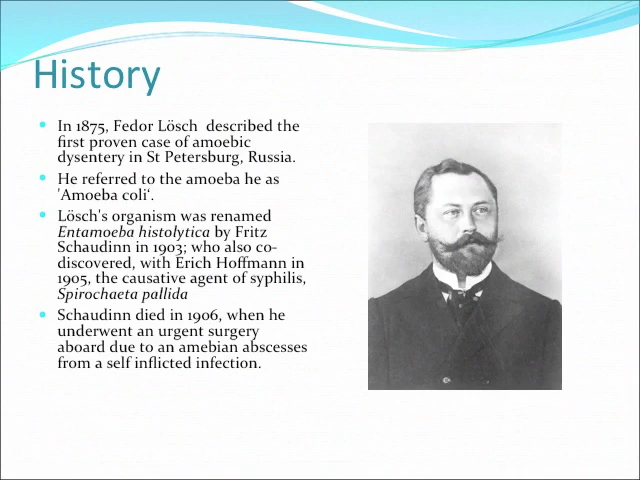 History
• In 1875, Fedor Lösch  described the
first proven case of amoebic
dysentery in St Petersburg, Russia.
• He referred to the amoeba he as
'Amoeba coli‘.
• Lösch's organism was renamed
Entamoeba histolytica by Fritz
Schaudinn in 1903; who also co-
discovered, with Erich Hoffmann in
1905, the causative agent of syphilis,
Spirochaeta pallida
• Schaudinn died in 1906, when he
underwent an urgent surgery
aboard due to an amebian abscesses
from a self inflicted infection.